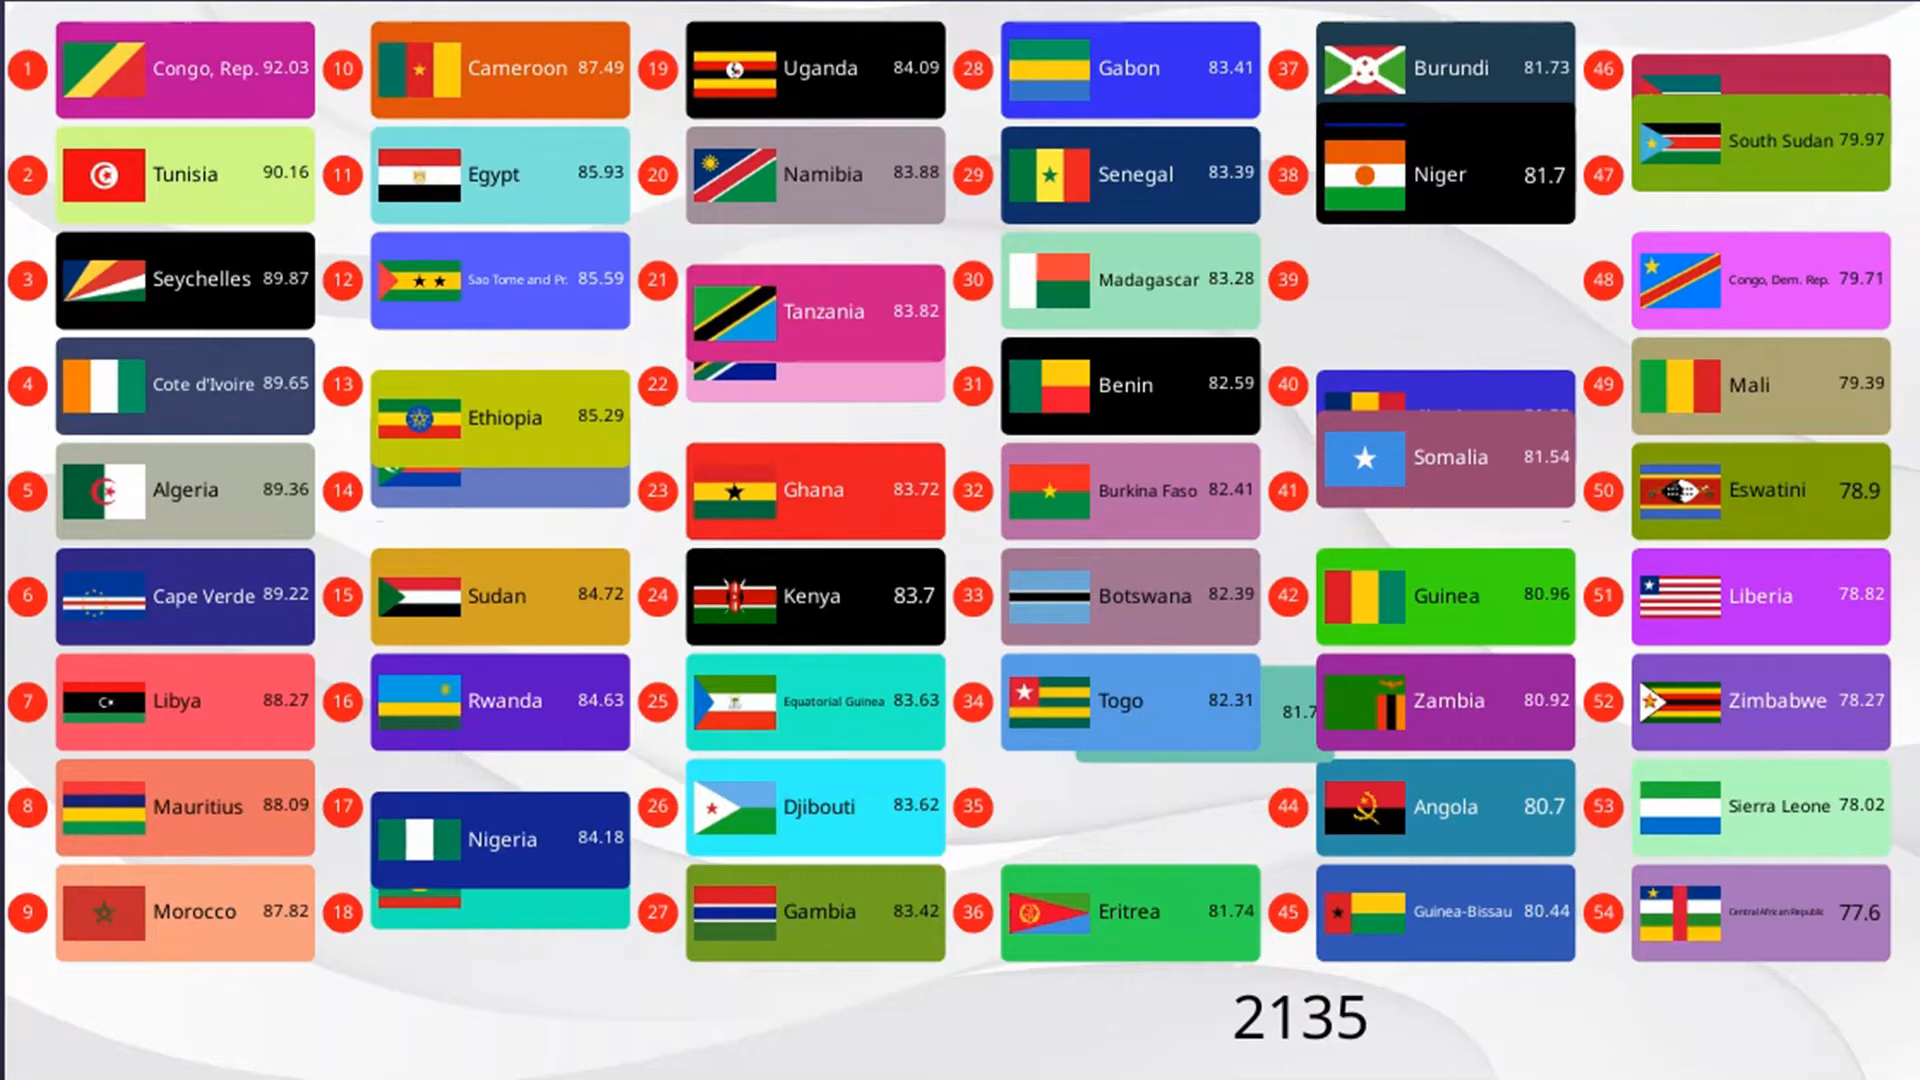 1 Congo, Rep. 92.03
2 Tunisia 90.16
3 Seychelles 89.87
4 Cote d'Ivoire 89.65
5 Algeria 89.36
6 Cape Verde 89.22
7 Libya 88.27
8 Mauritius 88.09
9 Morocco 87.82
10 Cameroon 87.49
11 Egypt 85.93
12 Sao Tome and Pr. 85.59
13 Ethiopia 85.29
14
15 Sudan 84.72
16 Rwanda 84.63
17 Nigeria 84.18
18
19 Uganda 84.09
20 Namibia 83.88
21 Tanzania 83.82
22
23 Ghana 83.72
24 Kenya 83.7
25 Equatorial Guinea 83.63
26 Djibouti 83.62
27 Gambia 83.42
28 Gabon 83.41
29 Senegal 83.39
30 Madagascar 83.28
31 Benin 82.59
32 Burkina Faso 82.41
33 Botswana 82.39
34 Togo 82.31
81.7
35
36 Eritrea 81.74
37 Burundi 81.73
38 Niger 81.7
39
40
41 Somalia 81.54
42 Guinea 80.96
Zambia 80.92
44 Angola 80.7
45 Guinea-Bissau 80.44
46
South Sudan 79.97
47
48 Congo, Dem. Rep. 79.71
49 Mali 79.39
50 Eswatini 78.9
51 Liberia 78.82
52 Zimbabwe 78.27
53 Sierra Leone 78.02
54 Central African Republic 77.6
2135